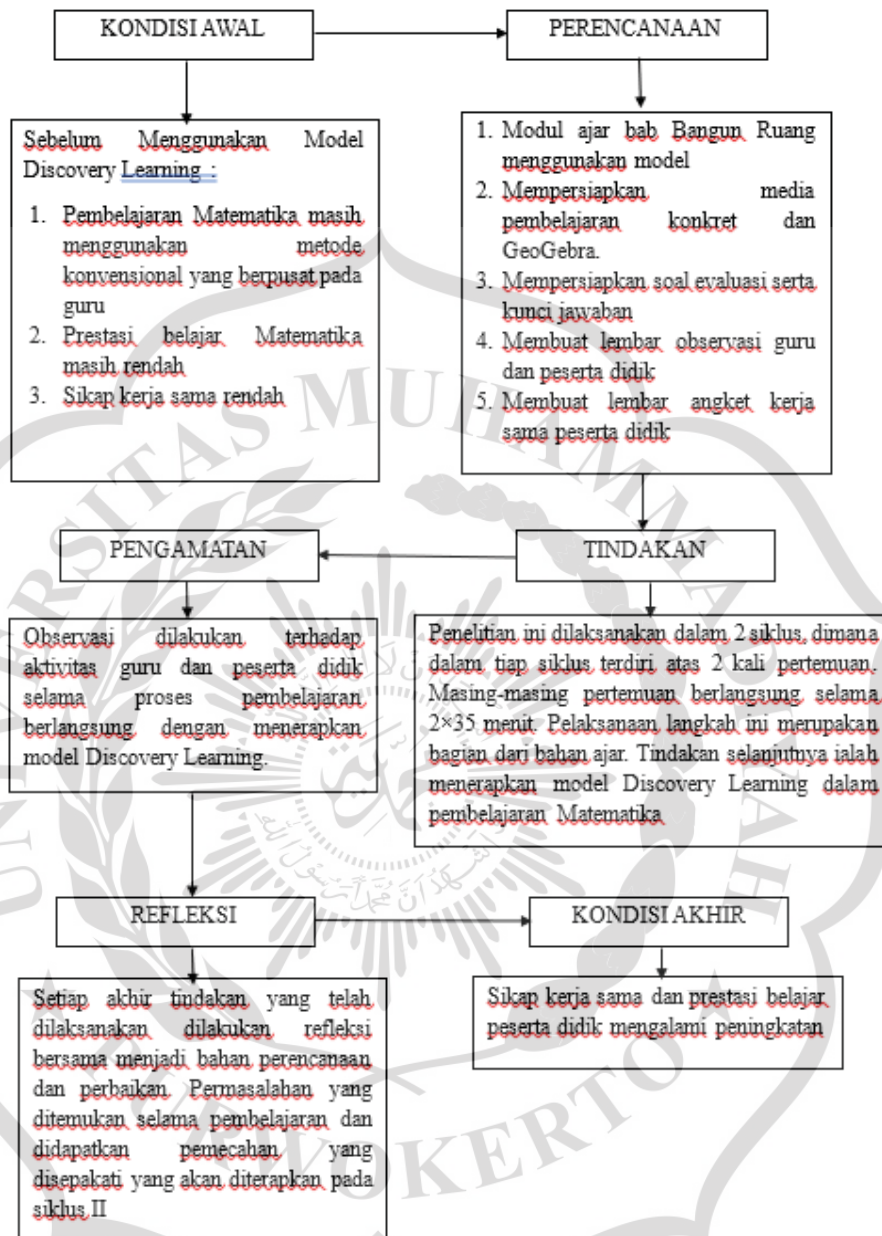 KONDISI AWAL
PERENCANAAN
Sebelum Menggunakan Model
Discovery Learning :
1. Pembelajaran Matematika masih
menggunakan metode
konvensional yang berpusat pada
guru
2. Prestasi belajar Matematika
masih rendah
3. Sikap kerja sama rendah
1. Modul ajar bab Bangun Ruang
menggunakan model
2. Mempersiapkan media
pembelajaran konkret dan
GeoGebra.
3. Mempersiapkan soal evaluasi serta
kunci jawaban
4. Membuat lembar observasi guru
dan peserta didik
5. Membuat lembar angket kerja
sama peserta didik
PENGAMATAN
TINDAKAN
Observasi dilakukan terhadap
aktivitas guru dan peserta didik
selama proses pembelajaran
berlangsung dengan menerapkan
model Discovery Learning.
Penelitian ini dilaksanakan dalam 2 siklus, dimana
dalam tiap siklus terdiri atas 2 kali pertemuan.
Masing-masing pertemuan berlangsung selama
2×35 menit. Pelaksanaan langkah ini merupakan
bagian dari bahan ajar. Tindakan selanjutnya ialah
menerapkan model Discovery Learning dalam
pembelajaran Matematika
REFLEKSI
KONDISI AKHIR
Setiap akhir tindakan yang telah
dilaksanakan dilakukan refleksi
bersama menjadi bahan perencanaan
dan perbaikan. Permasalahan yang
ditemukan selama pembelajaran dan
didapatkan pemecahan yang
disepakati yang akan diterapkan pada
siklus II
Sikap kerja sama dan prestasi belajar
peserta didik mengalami peningkatan
UNIVERSITAS MUHAMMADIYAH
PURWOKERTO